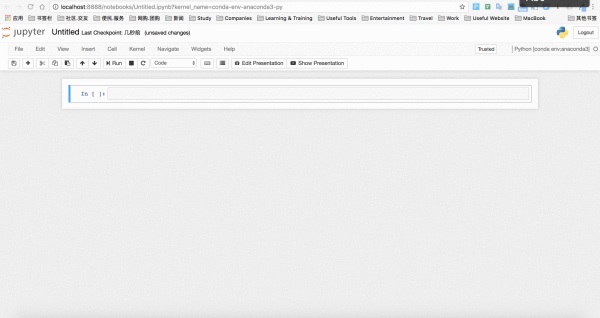 localhost:8888/notebooks/Untitled.ipynb?kernel_name=conda-env-anaconda3-py
应用 书签栏 社区.交友 便民.服务 网购.团购 新闻 Study Companies Learning & Training Useful Tools Entertainment Travel Work Useful Website MacBook 其他书签
jupyter Untitled Last Checkpoint: 几秒前 (unsaved changes) Logout
File Edit View Insert Cell Kernel Navigate Widgets Help Trusted Python [conda env:anaconda3]
Run Code Edit Presentation Show Presentation
In [ ]: